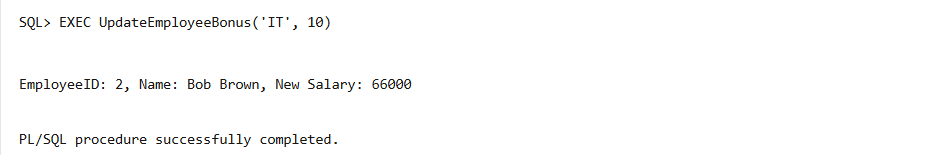 SQL> EXEC UpdateEmployeeBonus('IT', 10)
EmployeeID: 2, Name: Bob Brown, New Salary: 66000
PL/SQL procedure successfully completed.